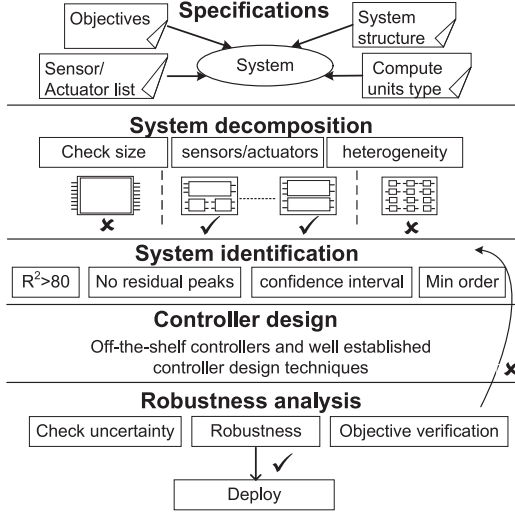 Specifications
Objectives
System
structure
System
Sensor/
Actuator list
Compute
units type
System decomposition
Check size
sensors/actuators
heterogeneity
System identification
R²>80
No residual peaks
confidence interval
Min order
Controller design
Off-the-shelf controllers and well established
controller design techniques
Robustness analysis
Check uncertainty
Robustness
Objective verification
Deploy